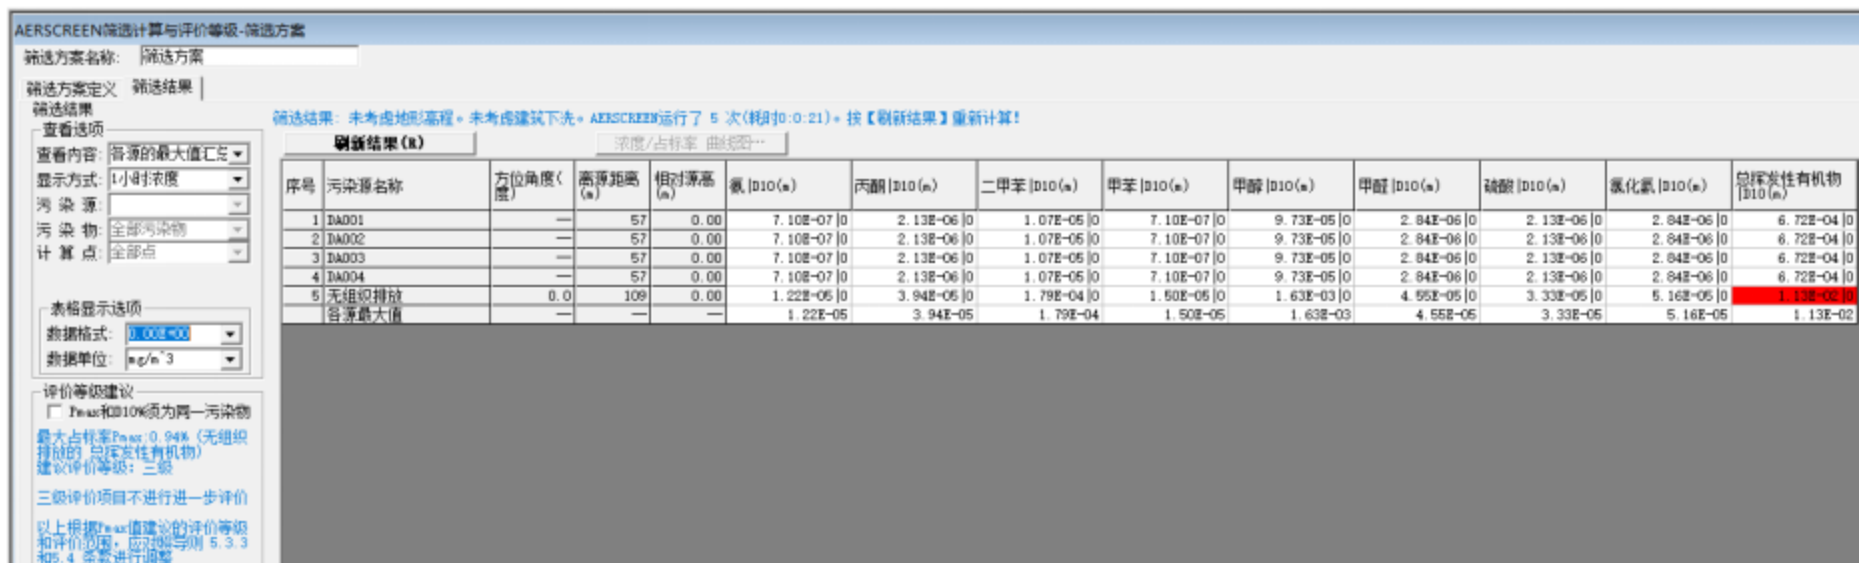 AERSCREEN筛选计算与评价等级-筛选方案
筛选方案名称: 筛选方案
筛选方案定义 筛选结果
筛选结果
查看选项
查看内容: 各源的最大值汇总
显示方式: 1小时浓度
污 染 源:
污 染 物: 全部污染物
计 算 点: 全部点
表格显示选项
数据格式: 0.00E+00
数据单位: mg/m^3
评价等级建议
Pmax和D10%须为同一污染物
最大占标率Pmax:0.94% (无组织
排放的 总挥发性有机物)
建议评价等级: 三级
三级评价项目不进行进一步评价
以上根据Pmax值建议的评价等级
和评价范围, 应对照导则 5.3.3
和5.4 条款进行调整
筛选结果: 未考虑地形高程。未考虑建筑下洗。AERSCREEN运行了 5 次(耗时0:0:21)。按【刷新结果】重新计算!
刷新结果(R) 浓度/占标率 曲线图…
序号 污染源名称 方位角度(度) 离源距离(m) 相对源高(m) 氨|D10(m) 丙酮|D10(m) 二甲苯|D10(m) 甲苯|D10(m) 甲醇|D10(m) 甲醛|D10(m) 硫酸|D10(m) 氯化氢|D10(m) 总挥发性有机物|D10(m)
1 DA001 — 57 0.00 7.10E-07|0 2.13E-06|0 1.07E-05|0 7.10E-07|0 9.73E-05|0 2.84E-06|0 2.13E-06|0 2.84E-06|0 6.72E-04|0
2 DA002 — 57 0.00 7.10E-07|0 2.13E-06|0 1.07E-05|0 7.10E-07|0 9.73E-05|0 2.84E-06|0 2.13E-06|0 2.84E-06|0 6.72E-04|0
3 DA003 — 57 0.00 7.10E-07|0 2.13E-06|0 1.07E-05|0 7.10E-07|0 9.73E-05|0 2.84E-06|0 2.13E-06|0 2.84E-06|0 6.72E-04|0
4 DA004 — 57 0.00 7.10E-07|0 2.13E-06|0 1.07E-05|0 7.10E-07|0 9.73E-05|0 2.84E-06|0 2.13E-06|0 2.84E-06|0 6.72E-04|0
5 无组织排放 0.0 109 0.00 1.22E-05|0 3.94E-05|0 1.79E-04|0 1.50E-05|0 1.63E-03|0 4.55E-05|0 3.33E-05|0 5.16E-05|0 1.13E-02|0
各源最大值 — — — 1.22E-05 3.94E-05 1.79E-04 1.50E-05 1.63E-03 4.55E-05 3.33E-05 5.16E-05 1.13E-02